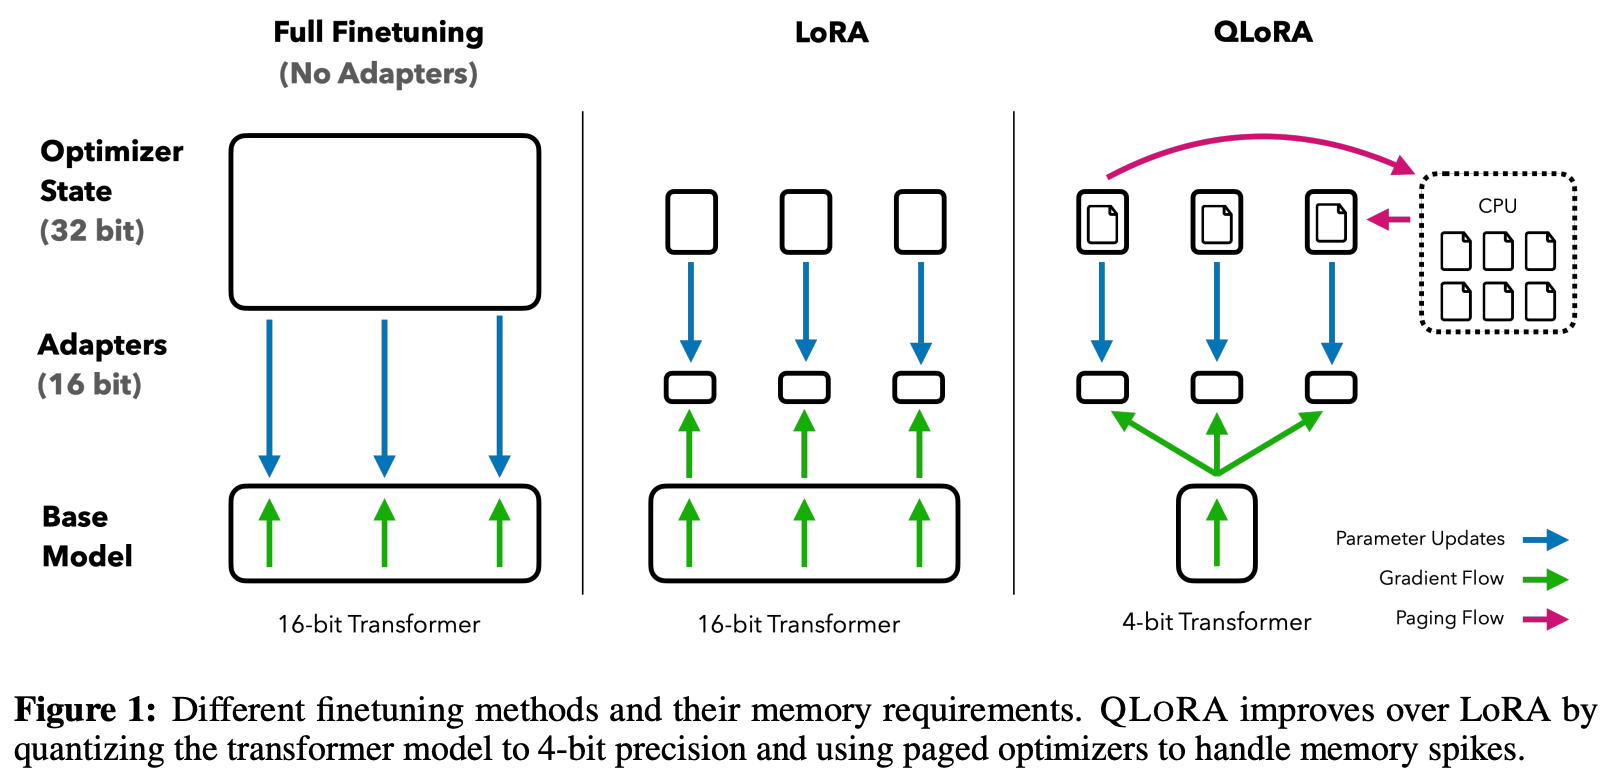 Full Finetuning
(No Adapters)
LoRA
QLoRA
Optimizer
State
(32 bit)
CPU
Adapters
(16 bit)
Base
Model
Parameter Updates
Gradient Flow
Paging Flow
16-bit Transformer
16-bit Transformer
4-bit Transformer
Figure 1: Different finetuning methods and their memory requirements. QLORA improves over LoRA by
quantizing the transformer model to 4-bit precision and using paged optimizers to handle memory spikes.